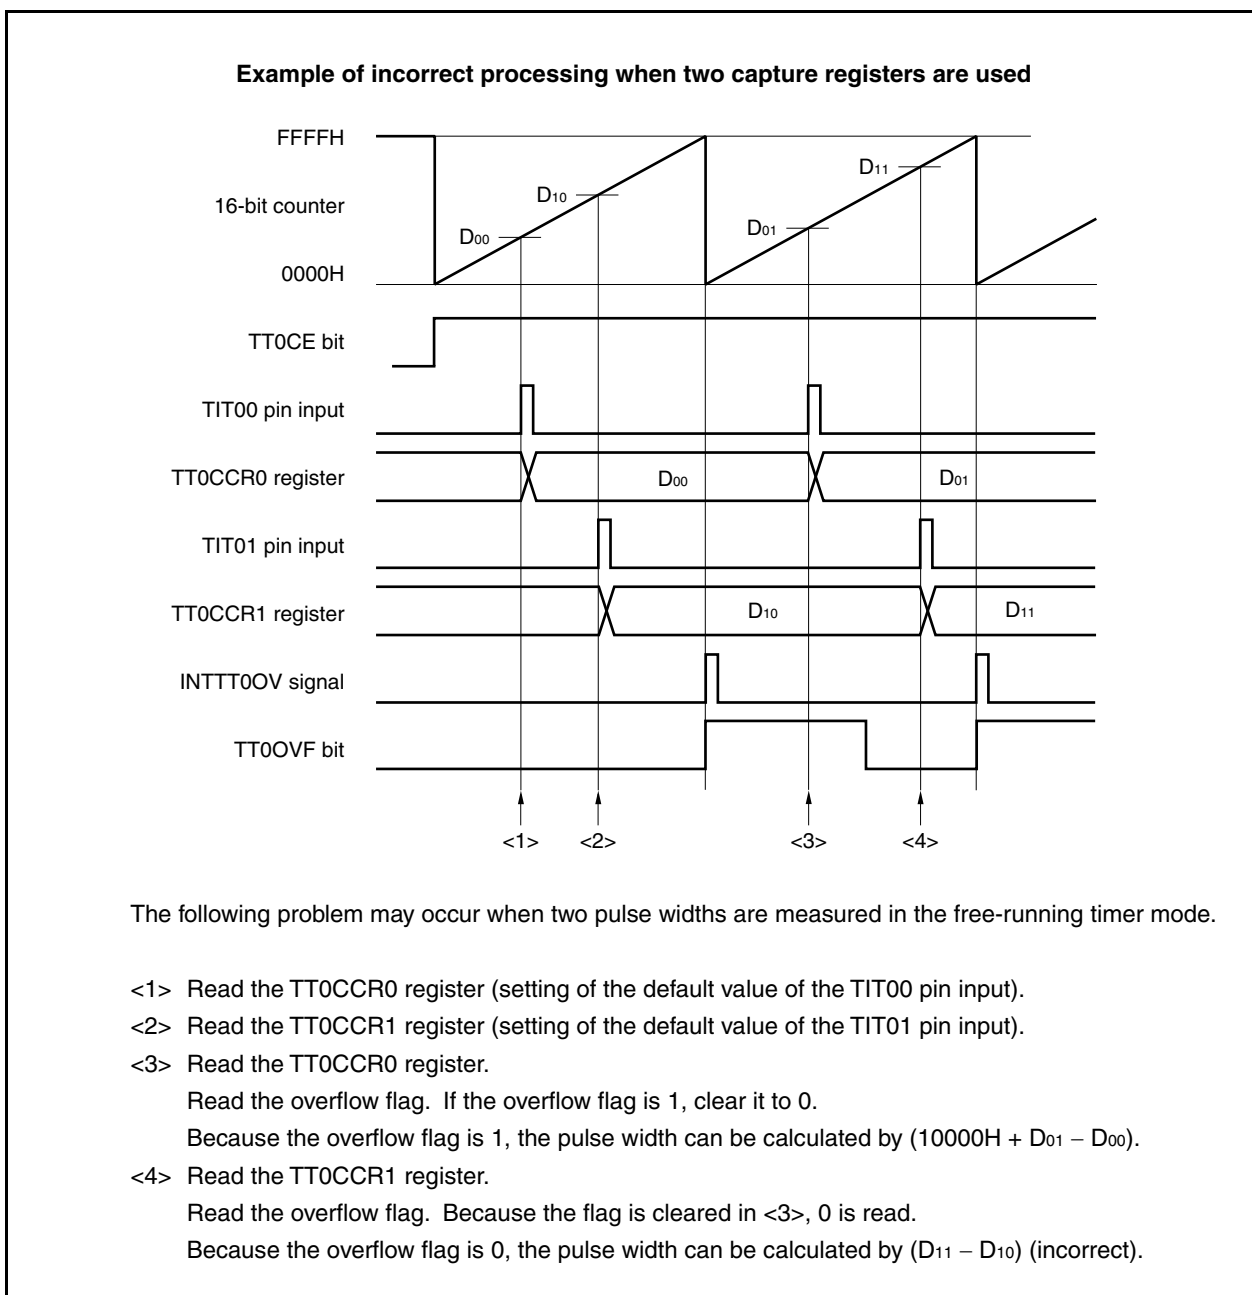 Example of incorrect processing when two capture registers are used
FFFFH
D11
D10
16-bit counter
D01
D00
0000H
TT0CE bit
TIT00 pin input
TT0CCR0 register
D00
D01
TIT01 pin input
TT0CCR1 register
D10
D11
INTTT0OV signal
TT0OVF bit
<1> <2> <3> <4>
The following problem may occur when two pulse widths are measured in the free-running timer mode.
<1> Read the TT0CCR0 register (setting of the default value of the TIT00 pin input).
<2> Read the TT0CCR1 register (setting of the default value of the TIT01 pin input).
<3> Read the TT0CCR0 register.
Read the overflow flag. If the overflow flag is 1, clear it to 0.
Because the overflow flag is 1, the pulse width can be calculated by (10000H + D01 − D00).
<4> Read the TT0CCR1 register.
Read the overflow flag. Because the flag is cleared in <3>, 0 is read.
Because the overflow flag is 0, the pulse width can be calculated by (D11 − D10) (incorrect).